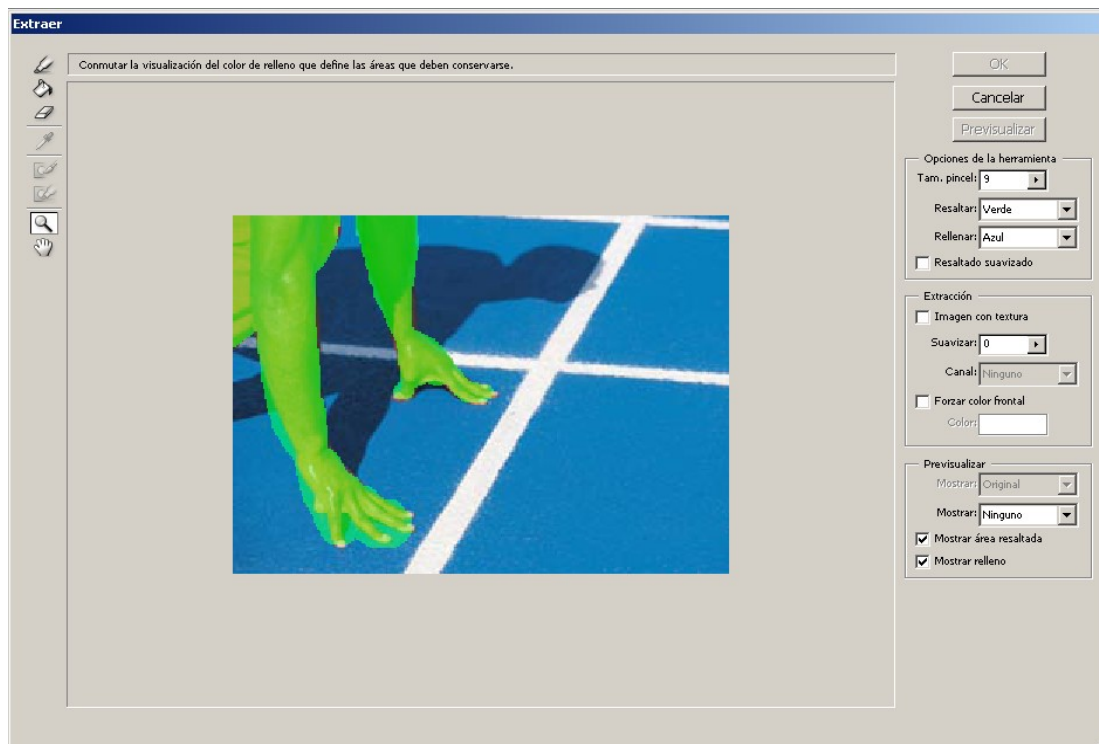 Extraer
Conmutar la visualización del color de relleno que define las áreas que deben conservarse.
OK
Cancelar
Previsualizar
Opciones de la herramienta
Tam. pincel: 9
Resaltar: Verde
Rellenar: Azul
Resaltado suavizado
Extracción
Imagen con textura
Suavizar: 0
Canal: Ninguno
Forzar color frontal
Color:
Previsualizar
Mostrar: Original
Mostrar: Ninguno
Mostrar área resaltada
Mostrar relleno